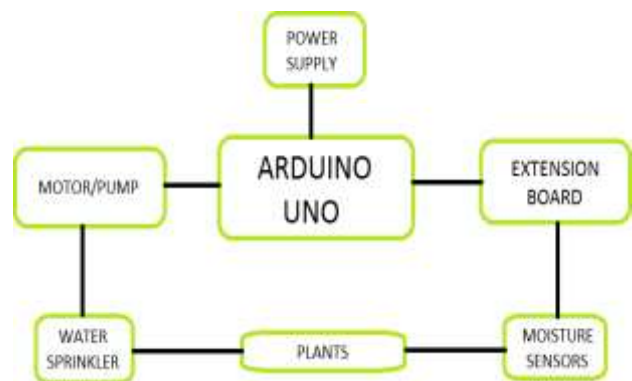 POWER
SUPPLY
MOTOR/PUMP
ARDUINO
UNO
EXTENSION
BOARD
WATER
SPRINKLER
PLANTS
MOISTURE
SENSORS